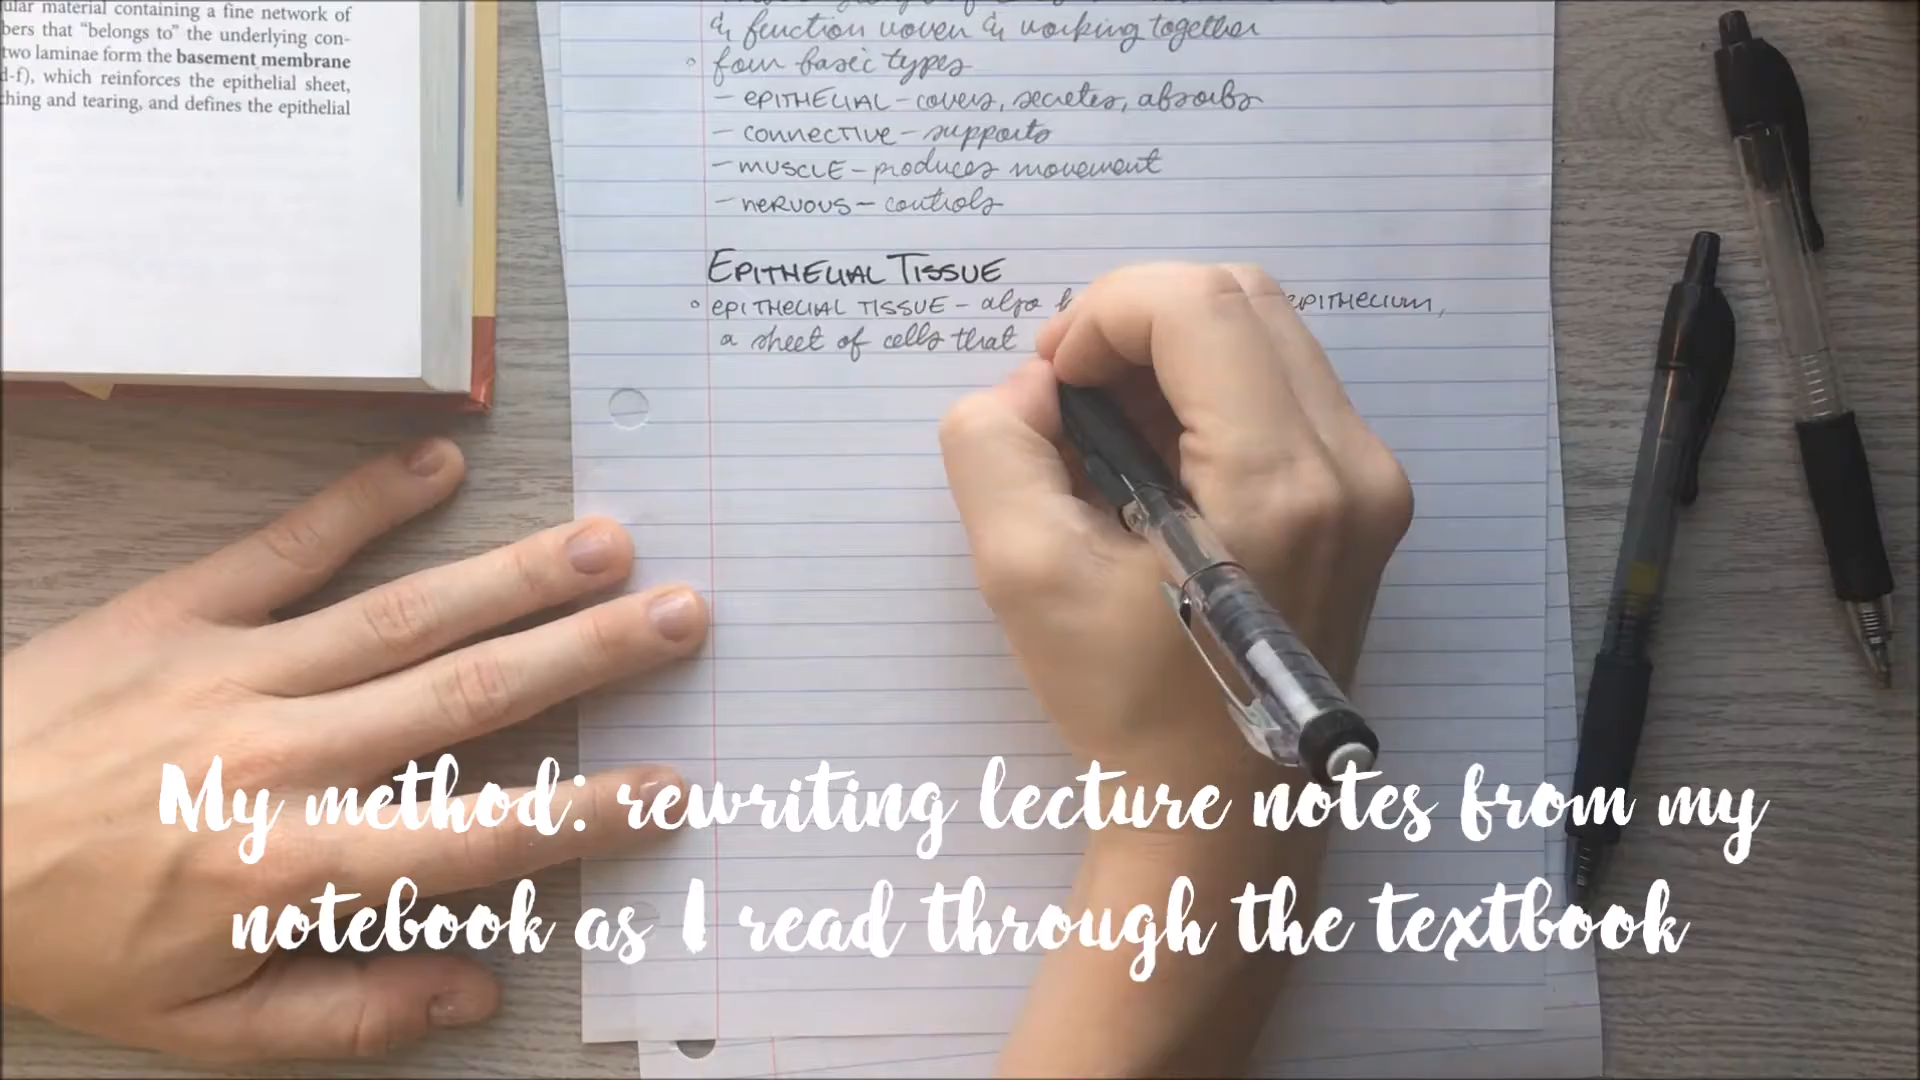 ular material containing a fine network of
bers that "belongs to" the underlying con-
two laminae form the basement membrane
d-f), which reinforces the epithelial sheet,
ching and tearing, and defines the epithelial
& function woven & working together
° four basic types
- EPITHELIAL - covers, secretes, absorbs
- CONNECTIVE - supports
- MUSCLE - produces movement
- NERVOUS - controls
EPITHELIAL TISSUE
° EPITHELIAL TISSUE - also EPITHELIUM,
a sheet of cells that
My method: rewriting lecture notes from my
notebook as I read through the textbook